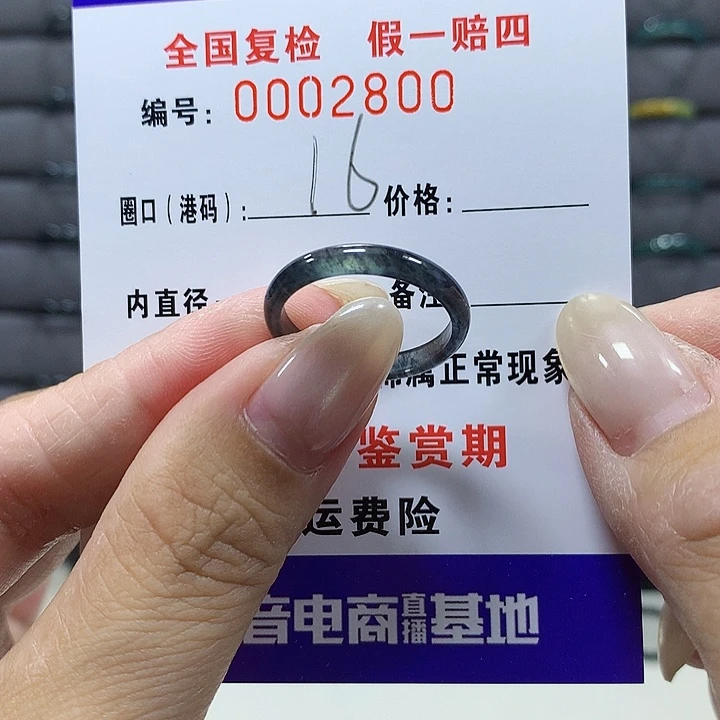 全国复检 假一赔四
编号: 0002800
圈口(港码): 16 价格:
内直径 备注
属正常现象
鉴赏期
运费险
音电商直播基地